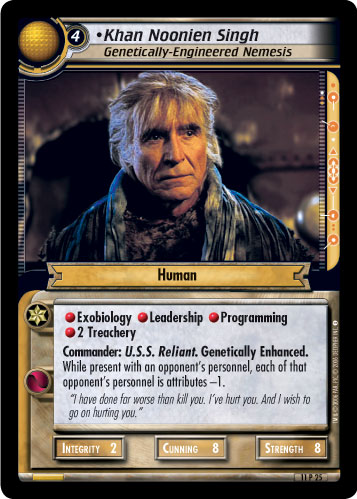 4
•Khan Noonien Singh
Genetically-Engineered Nemesis
Human
Exobiology Leadership Programming
2 Treachery
Commander: U.S.S. Reliant. Genetically Enhanced.
While present with an opponent's personnel, each of that
opponent's personnel is attributes –1.
"I have done far worse than kill you. I've hurt you. And I wish to
go on hurting you."
INTEGRITY 2 CUNNING 8 STRENGTH 8
11 P 25